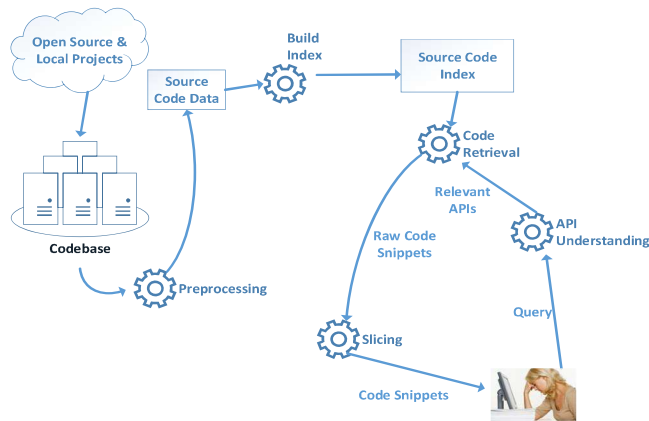 Open Source &
Local Projects
Build
Index
Source Code
Index
Source
Code Data
Code
Retrieval
Relevant
APIs
API
Understanding
Raw Code
Snippets
Codebase
Preprocessing
Query
Slicing
Code Snippets